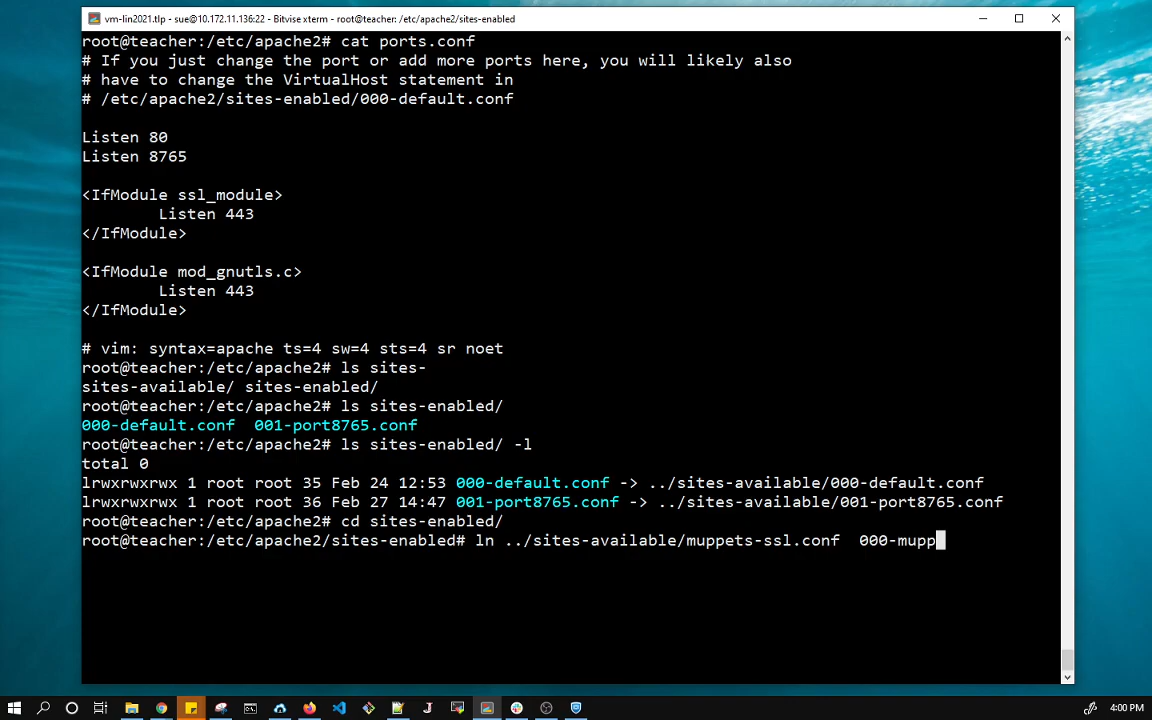 vm-lin2021.tlp - sue@10.172.11.136:22 - Bitvise xterm - root@teacher: /etc/apache2/sites-enabled
root@teacher:/etc/apache2# cat ports.conf
# If you just change the port or add more ports here, you will likely also
# have to change the VirtualHost statement in
# /etc/apache2/sites-enabled/000-default.conf
Listen 80
Listen 8765
<IfModule ssl_module>
        Listen 443
</IfModule>
<IfModule mod_gnutls.c>
        Listen 443
</IfModule>
# vim: syntax=apache ts=4 sw=4 sts=4 sr noet
root@teacher:/etc/apache2# ls sites-
sites-available/ sites-enabled/
root@teacher:/etc/apache2# ls sites-enabled/
000-default.conf  001-port8765.conf
root@teacher:/etc/apache2# ls sites-enabled/ -l
total 0
lrwxrwxrwx 1 root root 35 Feb 24 12:53 000-default.conf -> ../sites-available/000-default.conf
lrwxrwxrwx 1 root root 36 Feb 27 14:47 001-port8765.conf -> ../sites-available/001-port8765.conf
root@teacher:/etc/apache2# cd sites-enabled/
root@teacher:/etc/apache2/sites-enabled# ln ../sites-available/muppets-ssl.conf  000-mupp
4:00 PM